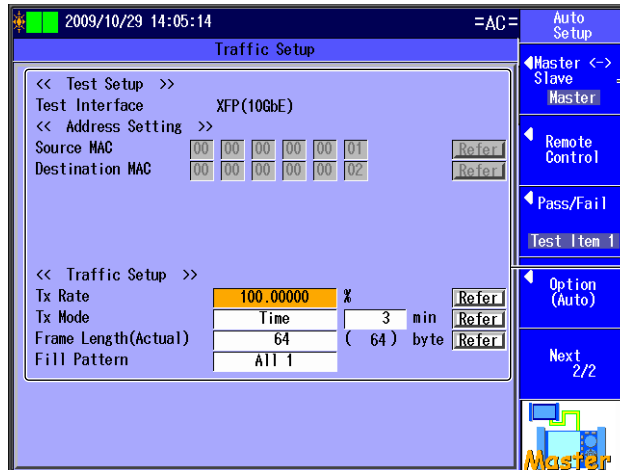 2009/10/29 14:05:14 =AC=
Auto Setup
Traffic Setup
Master <-> Slave
Master
Remote Control
Pass/Fail
Test Item 1
Option (Auto)
Next 2/2
Master
<< Test Setup >>
Test Interface XFP(10GbE)
<< Address Setting >>
Source MAC 00 00 00 00 00 01 Refer
Destination MAC 00 00 00 00 00 02 Refer
<< Traffic Setup >>
Tx Rate 100.00000 % Refer
Tx Mode Time 3 min Refer
Frame Length(Actual) 64 ( 64) byte Refer
Fill Pattern All 1